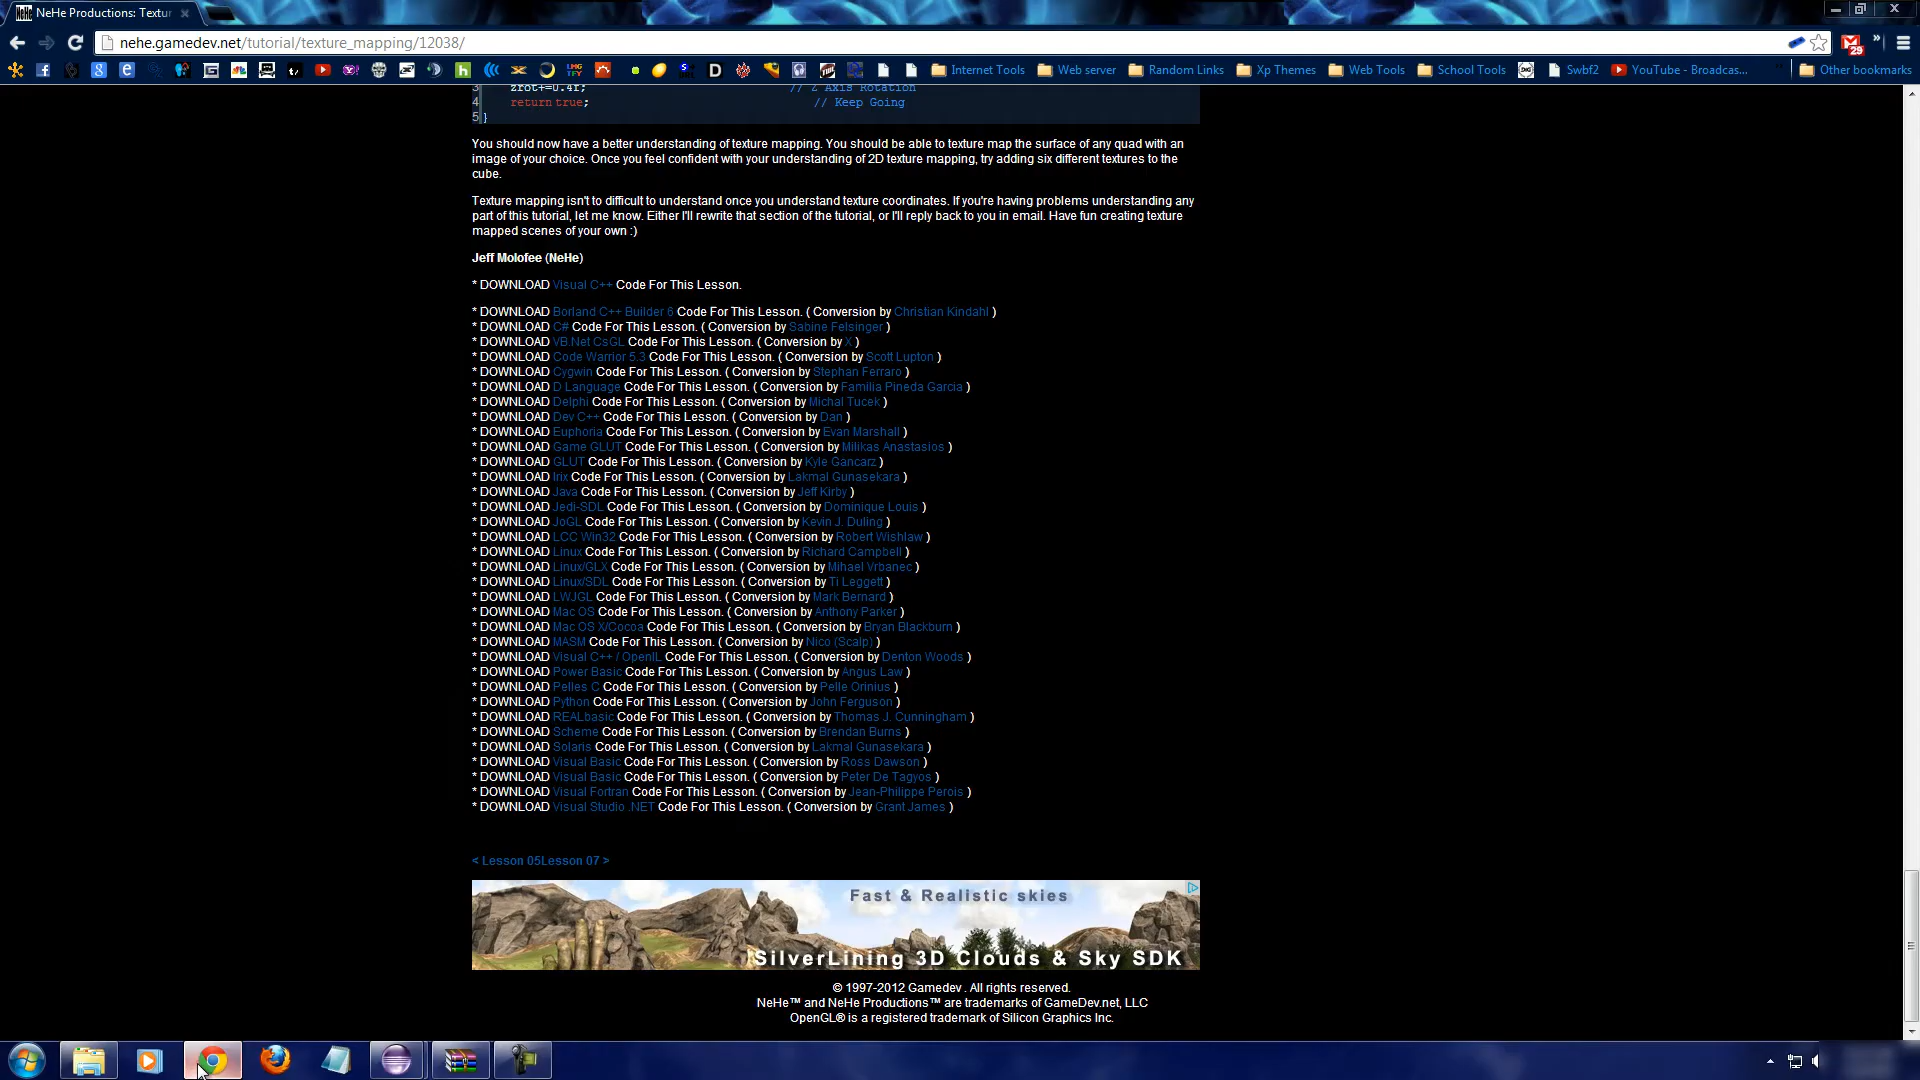 NeHe Productions: Textur
nehe.gamedev.net/tutorial/texture_mapping/12038/
Internet Tools Web server Random Links Xp Themes Web Tools School Tools Swbf2 YouTube - Broadcas... Other bookmarks
3 zrot+=0.4f; // Z Axis Rotation
4 return true; // Keep Going
5 }
You should now have a better understanding of texture mapping. You should be able to texture map the surface of any quad with an
image of your choice. Once you feel confident with your understanding of 2D texture mapping, try adding six different textures to the
cube.
Texture mapping isn't to difficult to understand once you understand texture coordinates. If you're having problems understanding any
part of this tutorial, let me know. Either I'll rewrite that section of the tutorial, or I'll reply back to you in email. Have fun creating texture
mapped scenes of your own :)
Jeff Molofee (NeHe)
* DOWNLOAD Visual C++ Code For This Lesson.
* DOWNLOAD Borland C++ Builder 6 Code For This Lesson. ( Conversion by Christian Kindahl )
* DOWNLOAD C# Code For This Lesson. ( Conversion by Sabine Felsinger )
* DOWNLOAD VB.Net CsGL Code For This Lesson. ( Conversion by X )
* DOWNLOAD Code Warrior 5.3 Code For This Lesson. ( Conversion by Scott Lupton )
* DOWNLOAD Cygwin Code For This Lesson. ( Conversion by Stephan Ferraro )
* DOWNLOAD D Language Code For This Lesson. ( Conversion by Familia Pineda Garcia )
* DOWNLOAD Delphi Code For This Lesson. ( Conversion by Michal Tucek )
* DOWNLOAD Dev C++ Code For This Lesson. ( Conversion by Dan )
* DOWNLOAD Euphoria Code For This Lesson. ( Conversion by Evan Marshall )
* DOWNLOAD Game GLUT Code For This Lesson. ( Conversion by Milikas Anastasios )
* DOWNLOAD GLUT Code For This Lesson. ( Conversion by Kyle Gancarz )
* DOWNLOAD Irix Code For This Lesson. ( Conversion by Lakmal Gunasekara )
* DOWNLOAD Java Code For This Lesson. ( Conversion by Jeff Kirby )
* DOWNLOAD Jedi-SDL Code For This Lesson. ( Conversion by Dominique Louis )
* DOWNLOAD JoGL Code For This Lesson. ( Conversion by Kevin J. Duling )
* DOWNLOAD LCC Win32 Code For This Lesson. ( Conversion by Robert Wishlaw )
* DOWNLOAD Linux Code For This Lesson. ( Conversion by Richard Campbell )
* DOWNLOAD Linux/GLX Code For This Lesson. ( Conversion by Mihael Vrbanec )
* DOWNLOAD Linux/SDL Code For This Lesson. ( Conversion by Ti Leggett )
* DOWNLOAD LWJGL Code For This Lesson. ( Conversion by Mark Bernard )
* DOWNLOAD Mac OS Code For This Lesson. ( Conversion by Anthony Parker )
* DOWNLOAD Mac OS X/Cocoa Code For This Lesson. ( Conversion by Bryan Blackburn )
* DOWNLOAD MASM Code For This Lesson. ( Conversion by Nico (Scalp) )
* DOWNLOAD Visual C++ / OpenIL Code For This Lesson. ( Conversion by Denton Woods )
* DOWNLOAD Power Basic Code For This Lesson. ( Conversion by Angus Law )
* DOWNLOAD Pelles C Code For This Lesson. ( Conversion by Pelle Orinius )
* DOWNLOAD Python Code For This Lesson. ( Conversion by John Ferguson )
* DOWNLOAD REALbasic Code For This Lesson. ( Conversion by Thomas J. Cunningham )
* DOWNLOAD Scheme Code For This Lesson. ( Conversion by Brendan Burns )
* DOWNLOAD Solaris Code For This Lesson. ( Conversion by Lakmal Gunasekara )
* DOWNLOAD Visual Basic Code For This Lesson. ( Conversion by Ross Dawson )
* DOWNLOAD Visual Basic Code For This Lesson. ( Conversion by Peter De Tagyos )
* DOWNLOAD Visual Fortran Code For This Lesson. ( Conversion by Jean-Philippe Perois )
* DOWNLOAD Visual Studio .NET Code For This Lesson. ( Conversion by Grant James )
< Lesson 05Lesson 07 >
Fast & Realistic skies
SilverLining 3D Clouds & Sky SDK
© 1997-2012 Gamedev . All rights reserved.
NeHe™ and NeHe Productions™ are trademarks of GameDev.net, LLC
OpenGL® is a registered trademark of Silicon Graphics Inc.